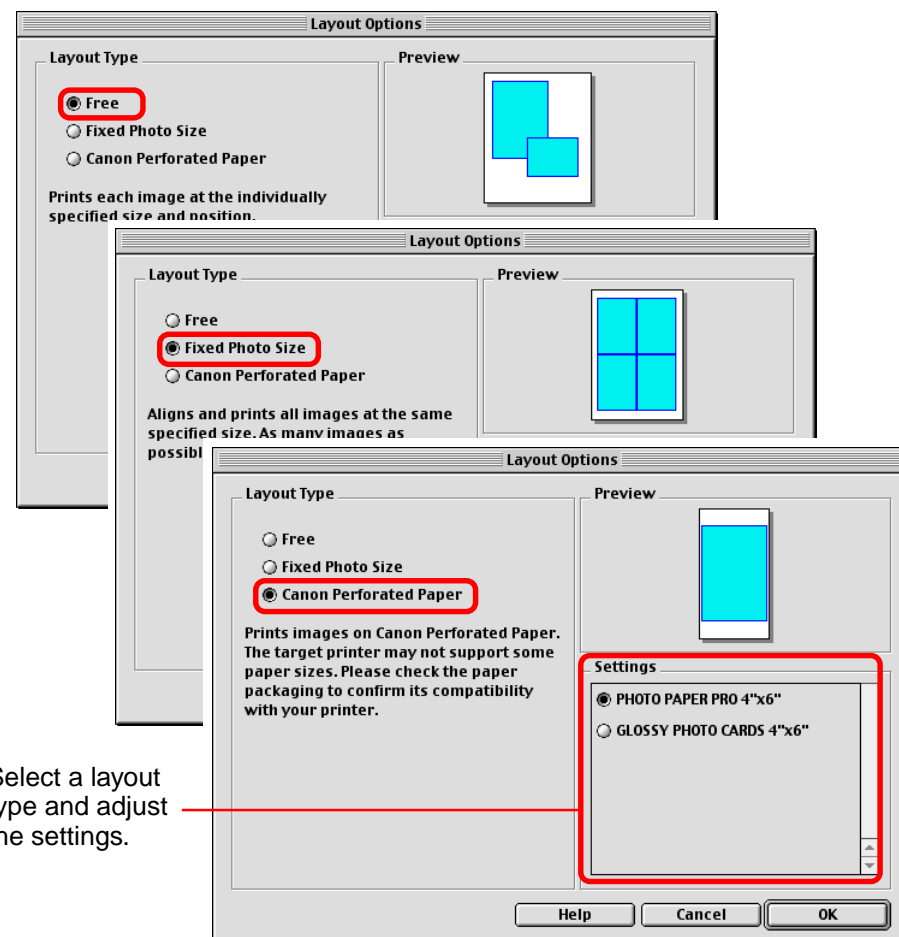 Layout Options
Layout Type
Preview
Free
Fixed Photo Size
Canon Perforated Paper
Prints each image at the individually
specified size and position.
Layout Options
Layout Type
Preview
Free
Fixed Photo Size
Canon Perforated Paper
Aligns and prints all images at the same
specified size. As many images as
possibl
Layout Options
Layout Type
Preview
Free
Fixed Photo Size
Canon Perforated Paper
Prints images on Canon Perforated Paper.
The target printer may not support some
paper sizes. Please check the paper
packaging to confirm its compatibility
with your printer.
Settings
PHOTO PAPER PRO 4"x6"
GLOSSY PHOTO CARDS 4"x6"
Select a layout
ype and adjust
he settings.
Help
Cancel
OK